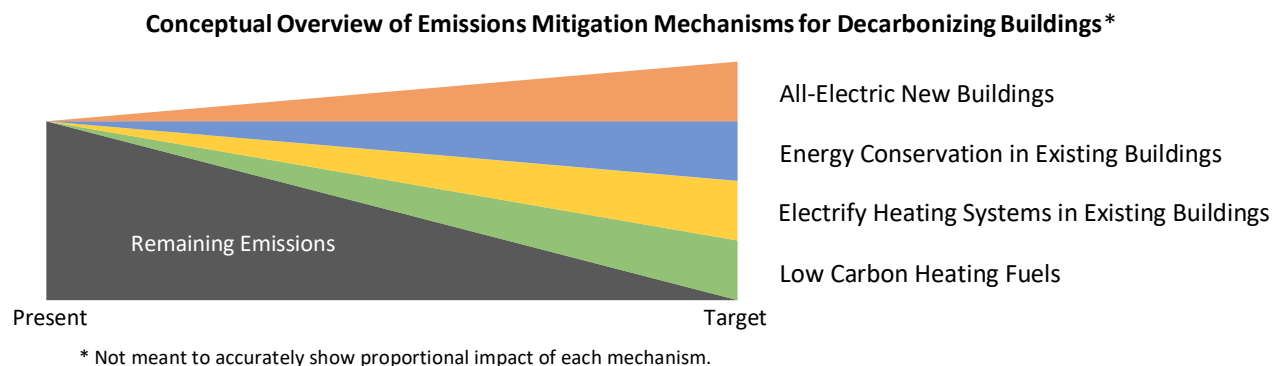 Conceptual Overview of Emissions Mitigation Mechanisms for Decarbonizing Buildings*
All-Electric New Buildings
Energy Conservation in Existing Buildings
Electrify Heating Systems in Existing Buildings
Remaining Emissions
Low Carbon Heating Fuels
Present
Target
* Not meant to accurately show proportional impact of each mechanism.